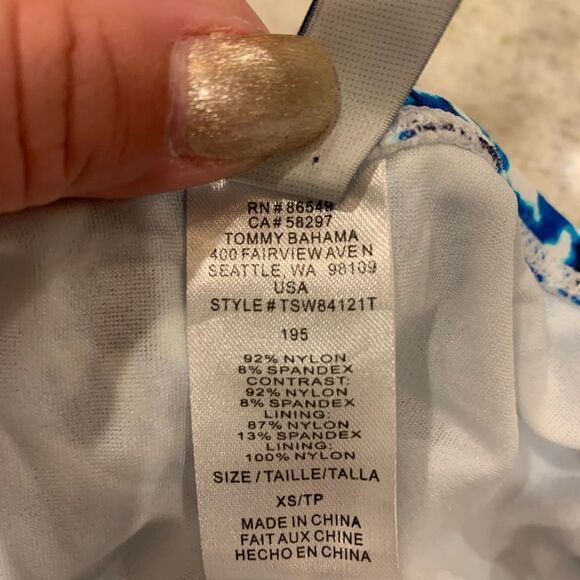 RN # 86549
CA # 58297
TOMMY BAHAMA
400 FAIRVIEW AVE N
SEATTLE, WA 98109
USA
STYLE # TSW84121T
195
92% NYLON
8% SPANDEX
CONTRAST:
92% NYLON
8% SPANDEX
LINING:
87% NYLON
13% SPANDEX
LINING:
100% NYLON
SIZE / TAILLE / TALLA
XS/TP
MADE IN CHINA
FAIT AUX CHINE
HECHO EN CHINA